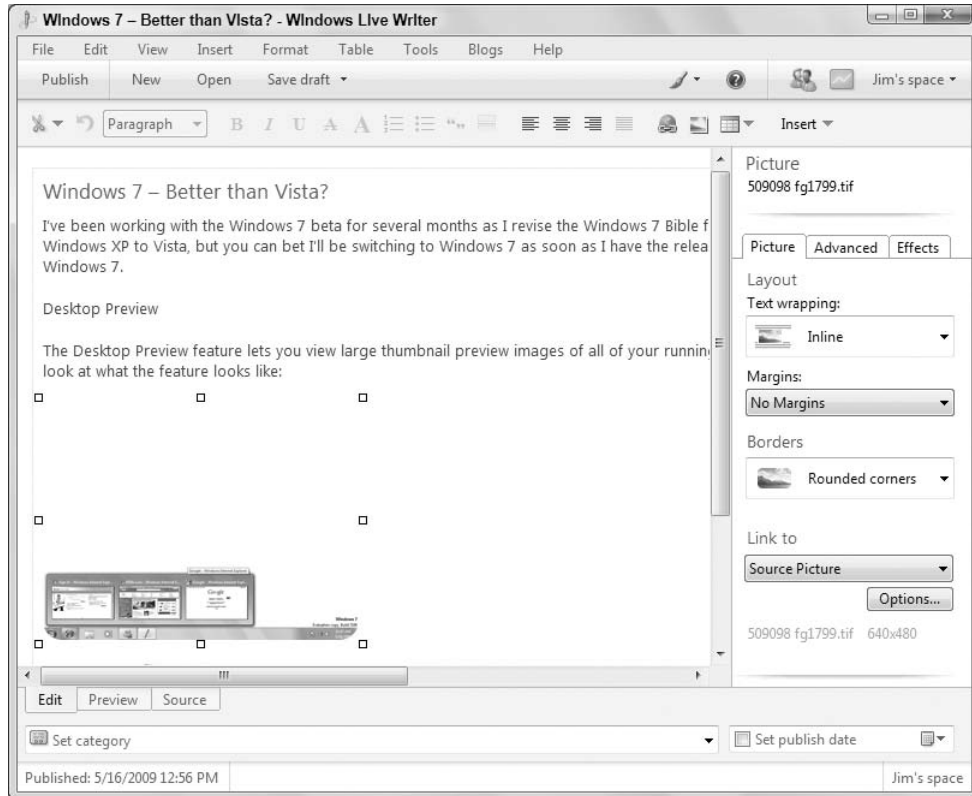 Windows 7 – Better than VIsta? - WIndows LIve WrIter
File Edit View Insert Format Table Tools Blogs Help
Publish New Open Save draft Jim's space
Paragraph B I U A A Insert
Windows 7 – Better than Vista?
I've been working with the Windows 7 beta for several months as I revise the Windows 7 Bible f
Windows XP to Vista, but you can bet I'll be switching to Windows 7 as soon as I have the relea
Windows 7.
Desktop Preview
The Desktop Preview feature lets you view large thumbnail preview images of all of your running
look at what the feature looks like:
Google
Windows 7
Picture
509098 fg1799.tif
Picture Advanced Effects
Layout
Text wrapping:
Inline
Margins:
No Margins
Borders
Rounded corners
Link to
Source Picture
Options...
509098 fg1799.tif 640x480
Edit Preview Source
Set category
Set publish date
Published: 5/16/2009 12:56 PM
Jim's space